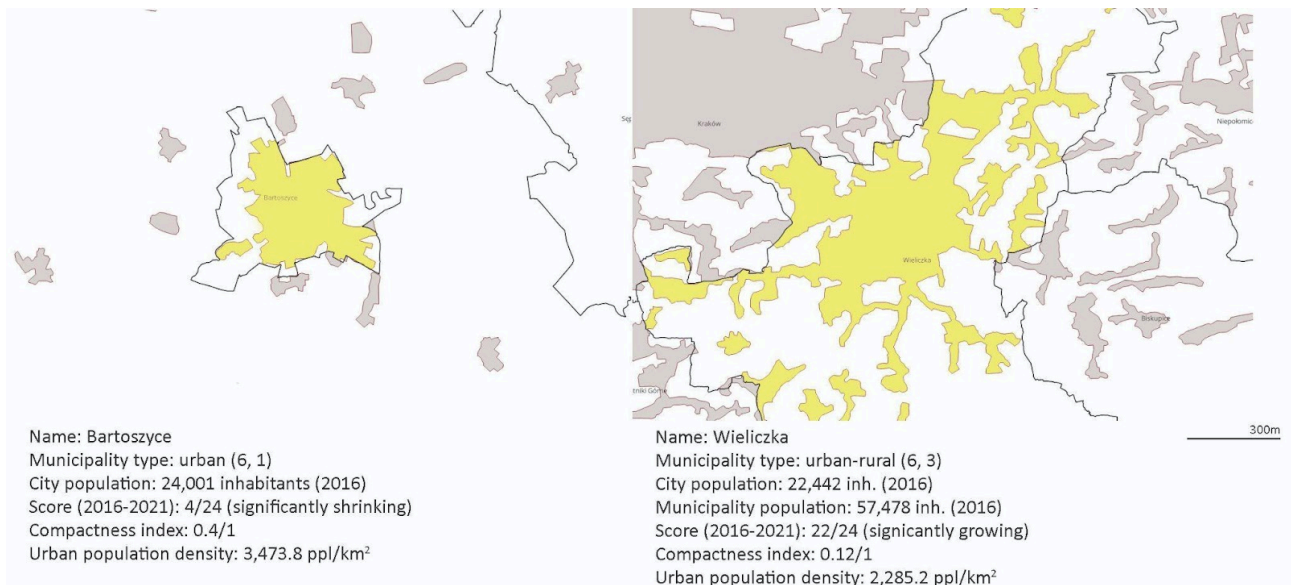 Kraków
Niepołomic
Bartoszyce
Wieliczka
Biskupice
tniki Górne
300m
Name: Bartoszyce
Municipality type: urban (6, 1)
City population: 24,001 inhabitants (2016)
Score (2016-2021): 4/24 (significantly shrinking)
Compactness index: 0.4/1
Urban population density: 3,473.8 ppl/km²
Name: Wieliczka
Municipality type: urban-rural (6, 3)
City population: 22,442 inh. (2016)
Municipality population: 57,478 inh. (2016)
Score (2016-2021): 22/24 (signicantly growing)
Compactness index: 0.12/1
Urban population density: 2,285.2 ppl/km²